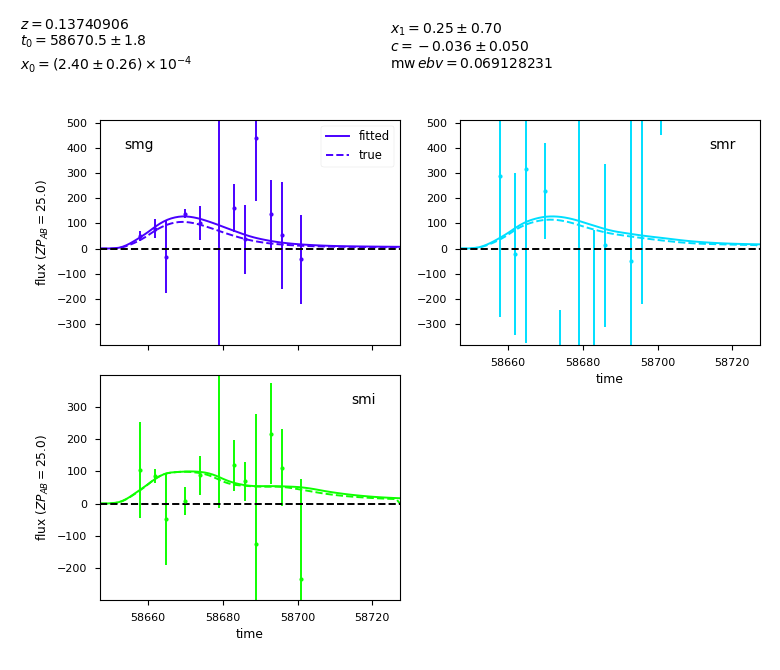 z = 0.13740906
t₀ = 58670.5 ± 1.8
x₀ = (2.40 ± 0.26) × 10⁻⁴
x₁ = 0.25 ± 0.70
c = −0.036 ± 0.050
mw ebv = 0.069128231
smg
fitted
true
500
400
300
200
100
0
−100
−200
−300
flux (ZP_AB = 25.0)
smr
500
400
300
200
100
0
−100
−200
−300
58660 58680 58700 58720
time
smi
300
200
100
0
−100
−200
flux (ZP_AB = 25.0)
58660 58680 58700 58720
time